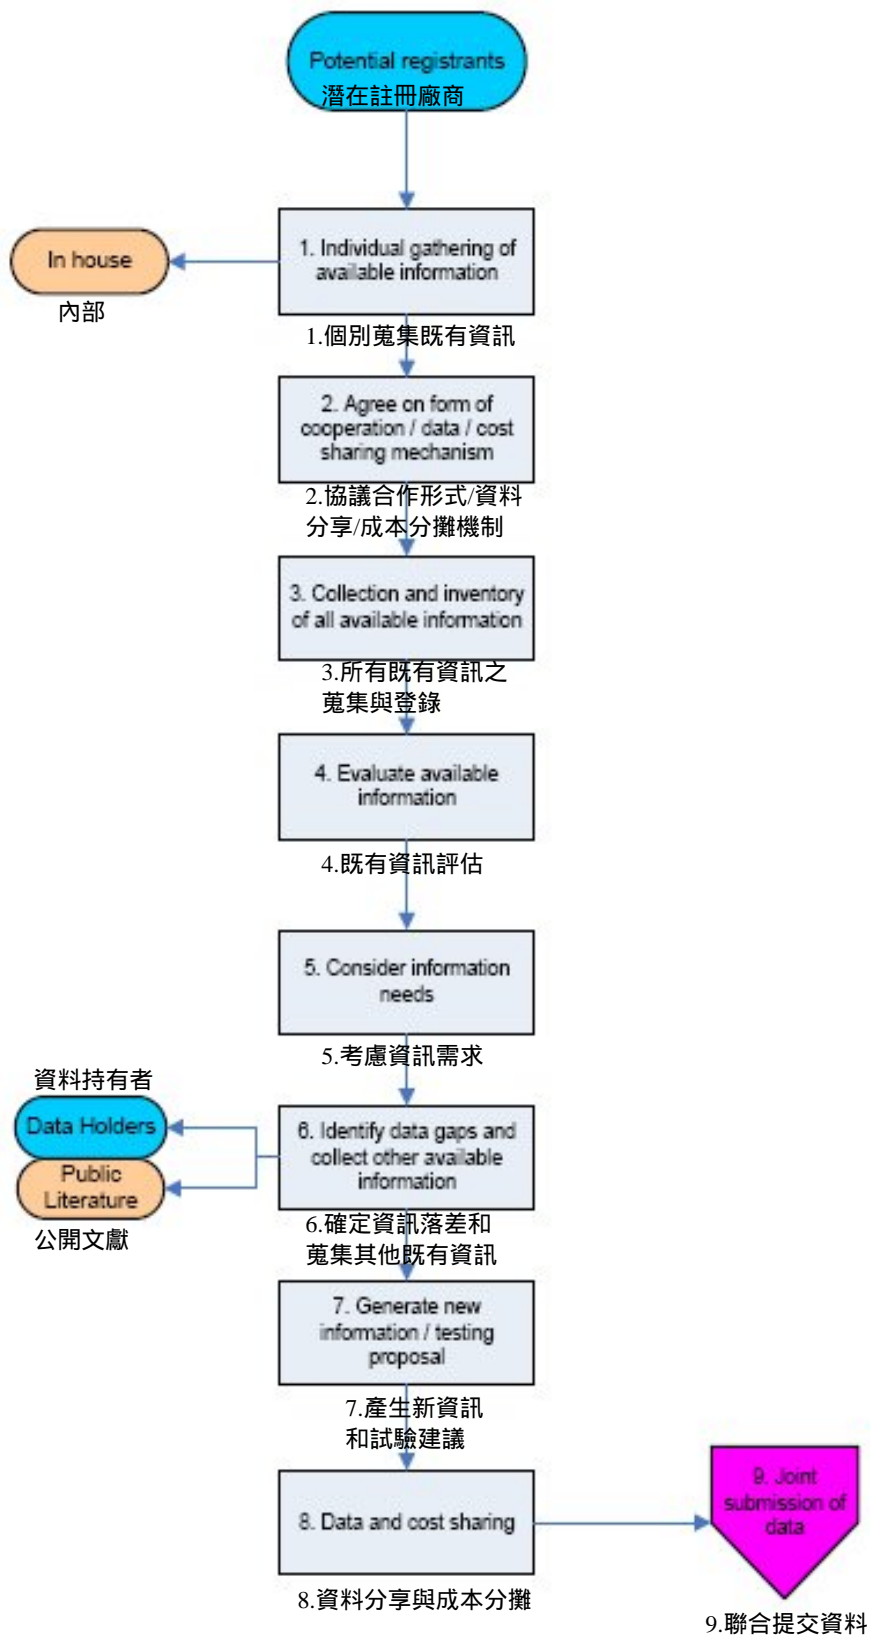 Potential registrants
潛在註冊廠商
1. Individual gathering of
available information
In house
內部
1.個別蒐集既有資訊
2. Agree on form of
cooperation / data / cost
sharing mechanism
2.協議合作形式/資料
分享/成本分攤機制
3. Collection and inventory
of all available information
3.所有既有資訊之
蒐集與登錄
4. Evaluate available
information
4.既有資訊評估
5. Consider information
needs
5.考慮資訊需求
資料持有者
Data Holders
Public
Literature
公開文獻
6. Identify data gaps and
collect other available
information
6.確定資訊落差和
蒐集其他既有資訊
7. Generate new
information / testing
proposal
7.產生新資訊
和試驗建議
8. Data and cost sharing
8.資料分享與成本分攤
9. Joint
submission of
data
9.聯合提交資料